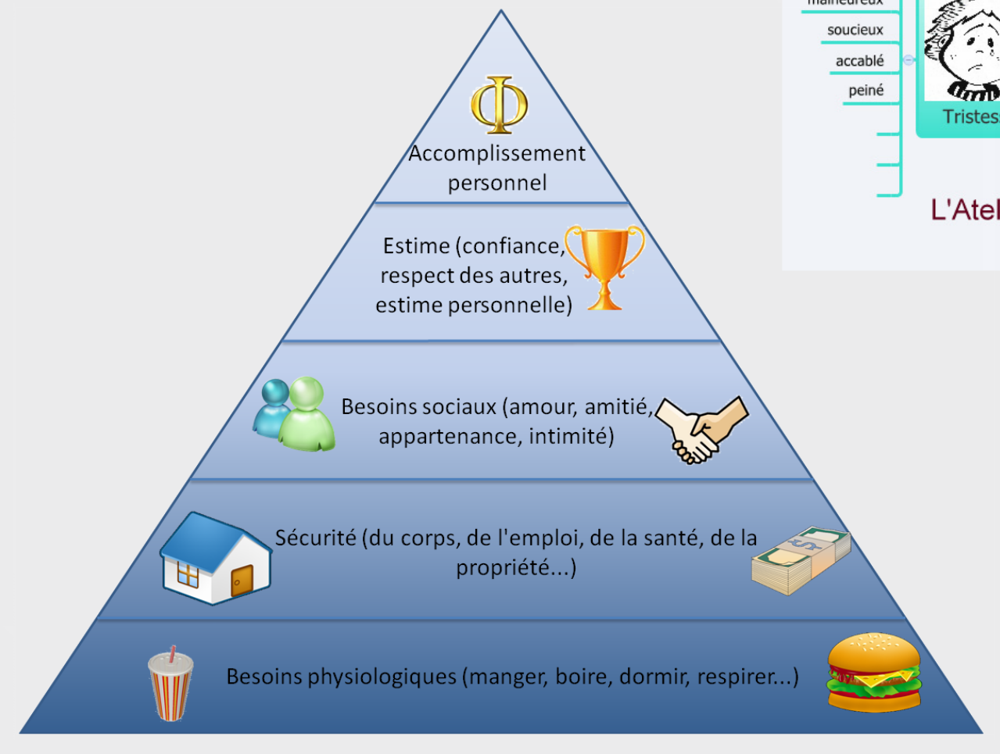 soucieux
accablé
peiné
Φ
Accomplissement
personnel
Estime (confiance,
respect des autres,
estime personnelle)
Besoins sociaux (amour, amitié,
appartenance, intimité)
Sécurité (du corps, de l'emploi, de la santé, de la
propriété...)
Besoins physiologiques (manger, boire, dormir, respirer...)